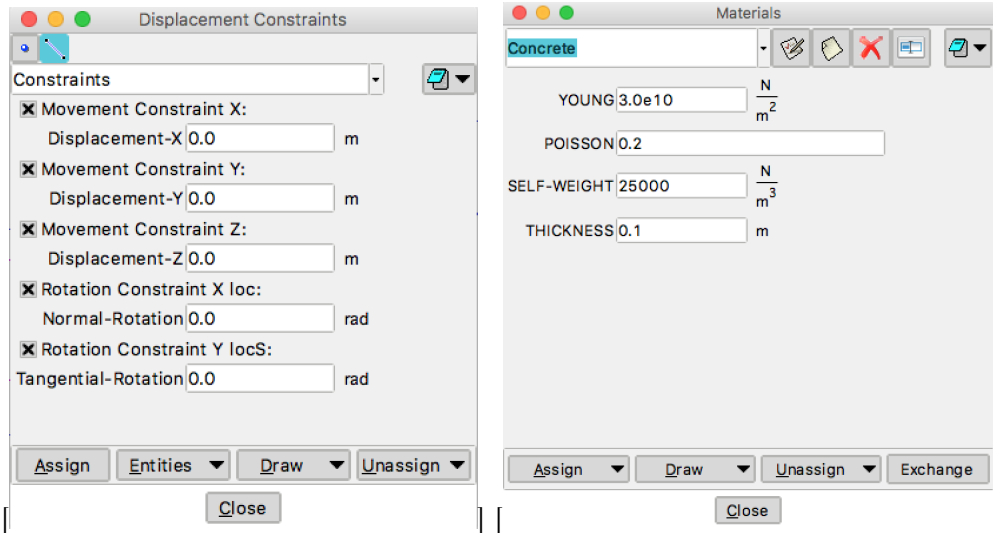 Displacement Constraints
Constraints
Movement Constraint X:
Displacement-X 0.0 m
Movement Constraint Y:
Displacement-Y 0.0 m
Movement Constraint Z:
Displacement-Z 0.0 m
Rotation Constraint X loc:
Normal-Rotation 0.0 rad
Rotation Constraint Y locS:
Tangential-Rotation 0.0 rad
Assign Entities Draw Unassign
Close
[ ]
Materials
Concrete
YOUNG 3.0e10 N/m²
POISSON 0.2
SELF-WEIGHT 25000 N/m³
THICKNESS 0.1 m
Assign Draw Unassign Exchange
Close
[